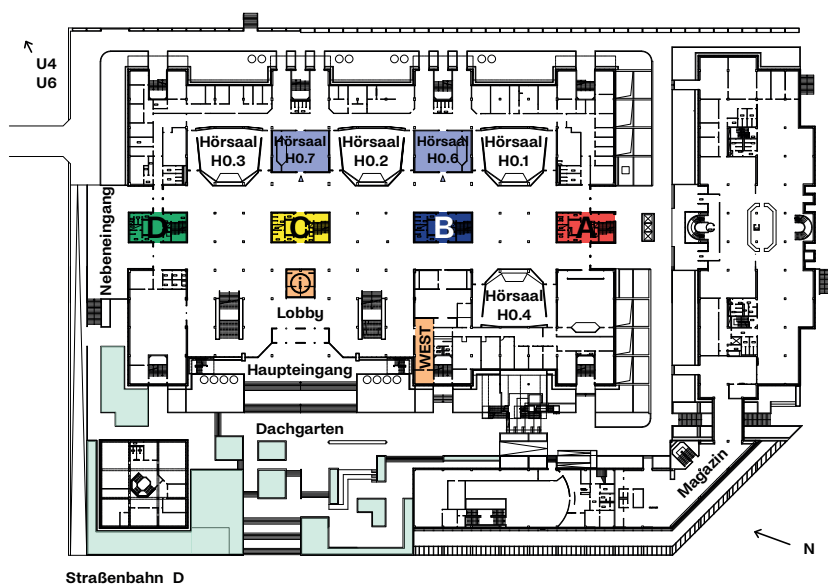 U4
U6
Hörsaal
H0.3
Hörsaal
H0.7
Hörsaal
H0.2
Hörsaal
H0.6
Hörsaal
H0.1
Nebeneingang
D
C
B
A
E
i
Lobby
Hörsaal
H0.4
WEST
Haupteingang
Dachgarten
Magazin
N
Straßenbahn D